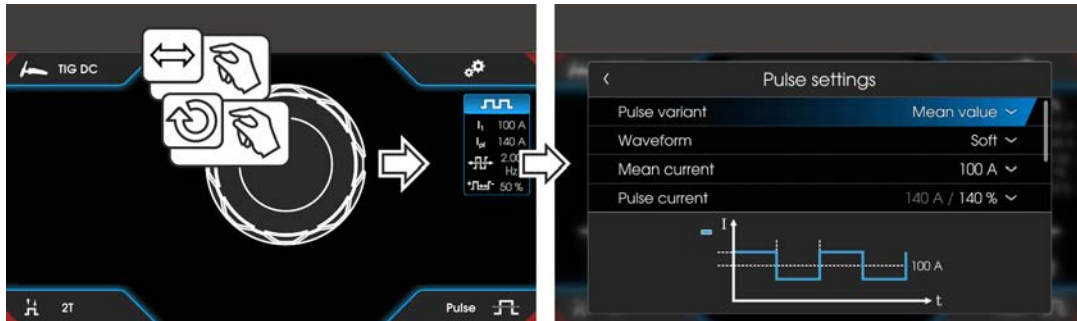 TIG DC
I₁ 100 A
Ipl 140 A
2.00
Hz
50 %
2T
Pulse
Pulse settings
Pulse variant Mean value
Waveform Soft
Mean current 100 A
Pulse current 140 A / 140 %
I
100 A
t